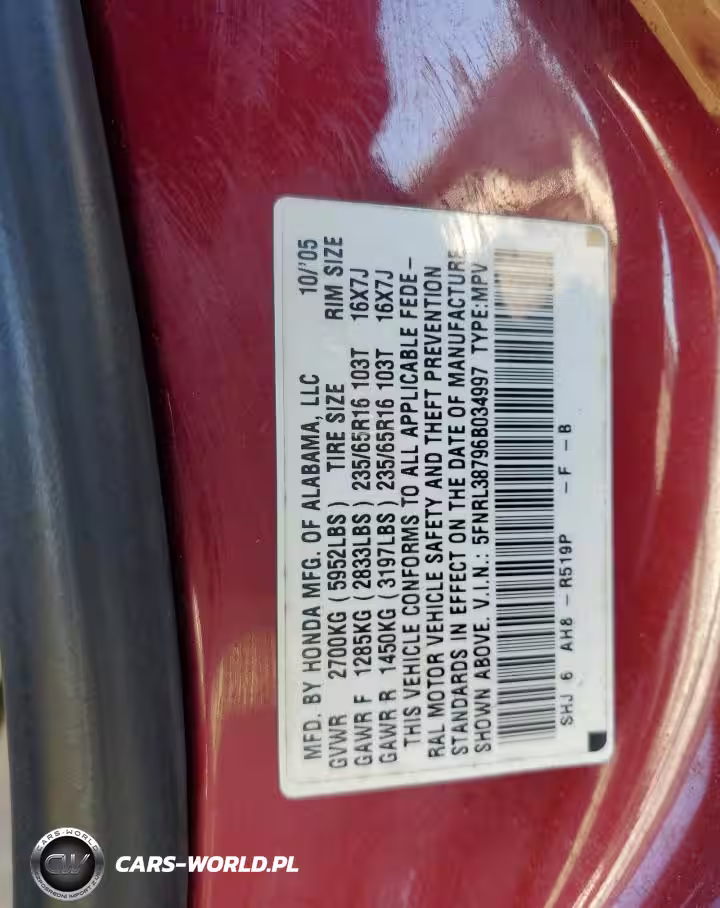 MFD. BY HONDA MFG. OF ALABAMA, LLC 10/'05
GVWR 2700KG (5952LBS) TIRE SIZE RIM SIZE
GAWR F 1285KG (2833LBS) 235/65R16 103T 16X7J
GAWR R 1450KG (3197LBS) 235/65R16 103T 16X7J
THIS VEHICLE CONFORMS TO ALL APPLICABLE FEDE-
RAL MOTOR VEHICLE SAFETY AND THEFT PREVENTION
STANDARDS IN EFFECT ON THE DATE OF MANUFACTURE
SHOWN ABOVE. V.I.N.: 5FNRL38796B034997 TYPE:MPV
SHJ 6 AH8 - R519P - F - B
CARS-WORLD
CW
CARS-WORLD.PL